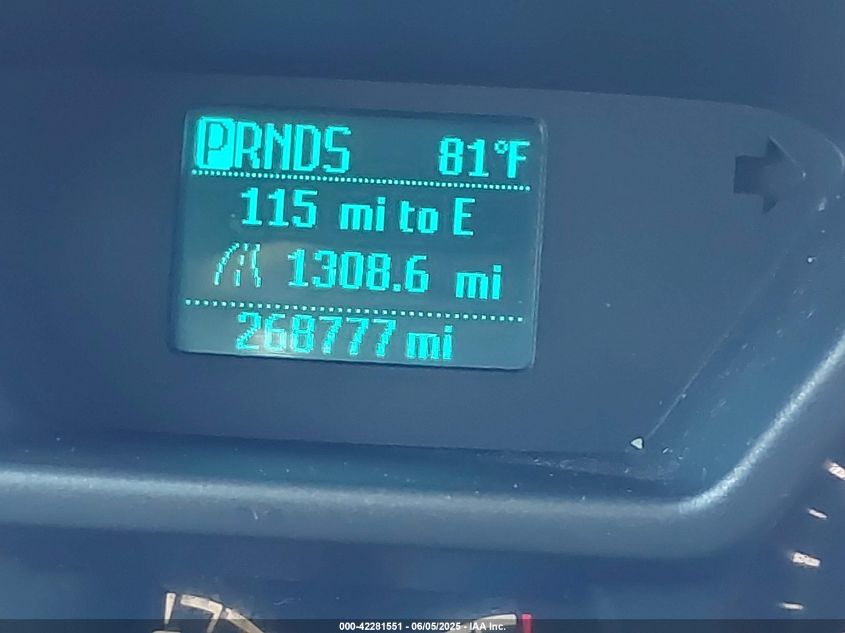 PRNDS 81°F
115 mi to E
1308.6 mi
268777 mi
000-42281551 - 06/05/2025 - IAA Inc.